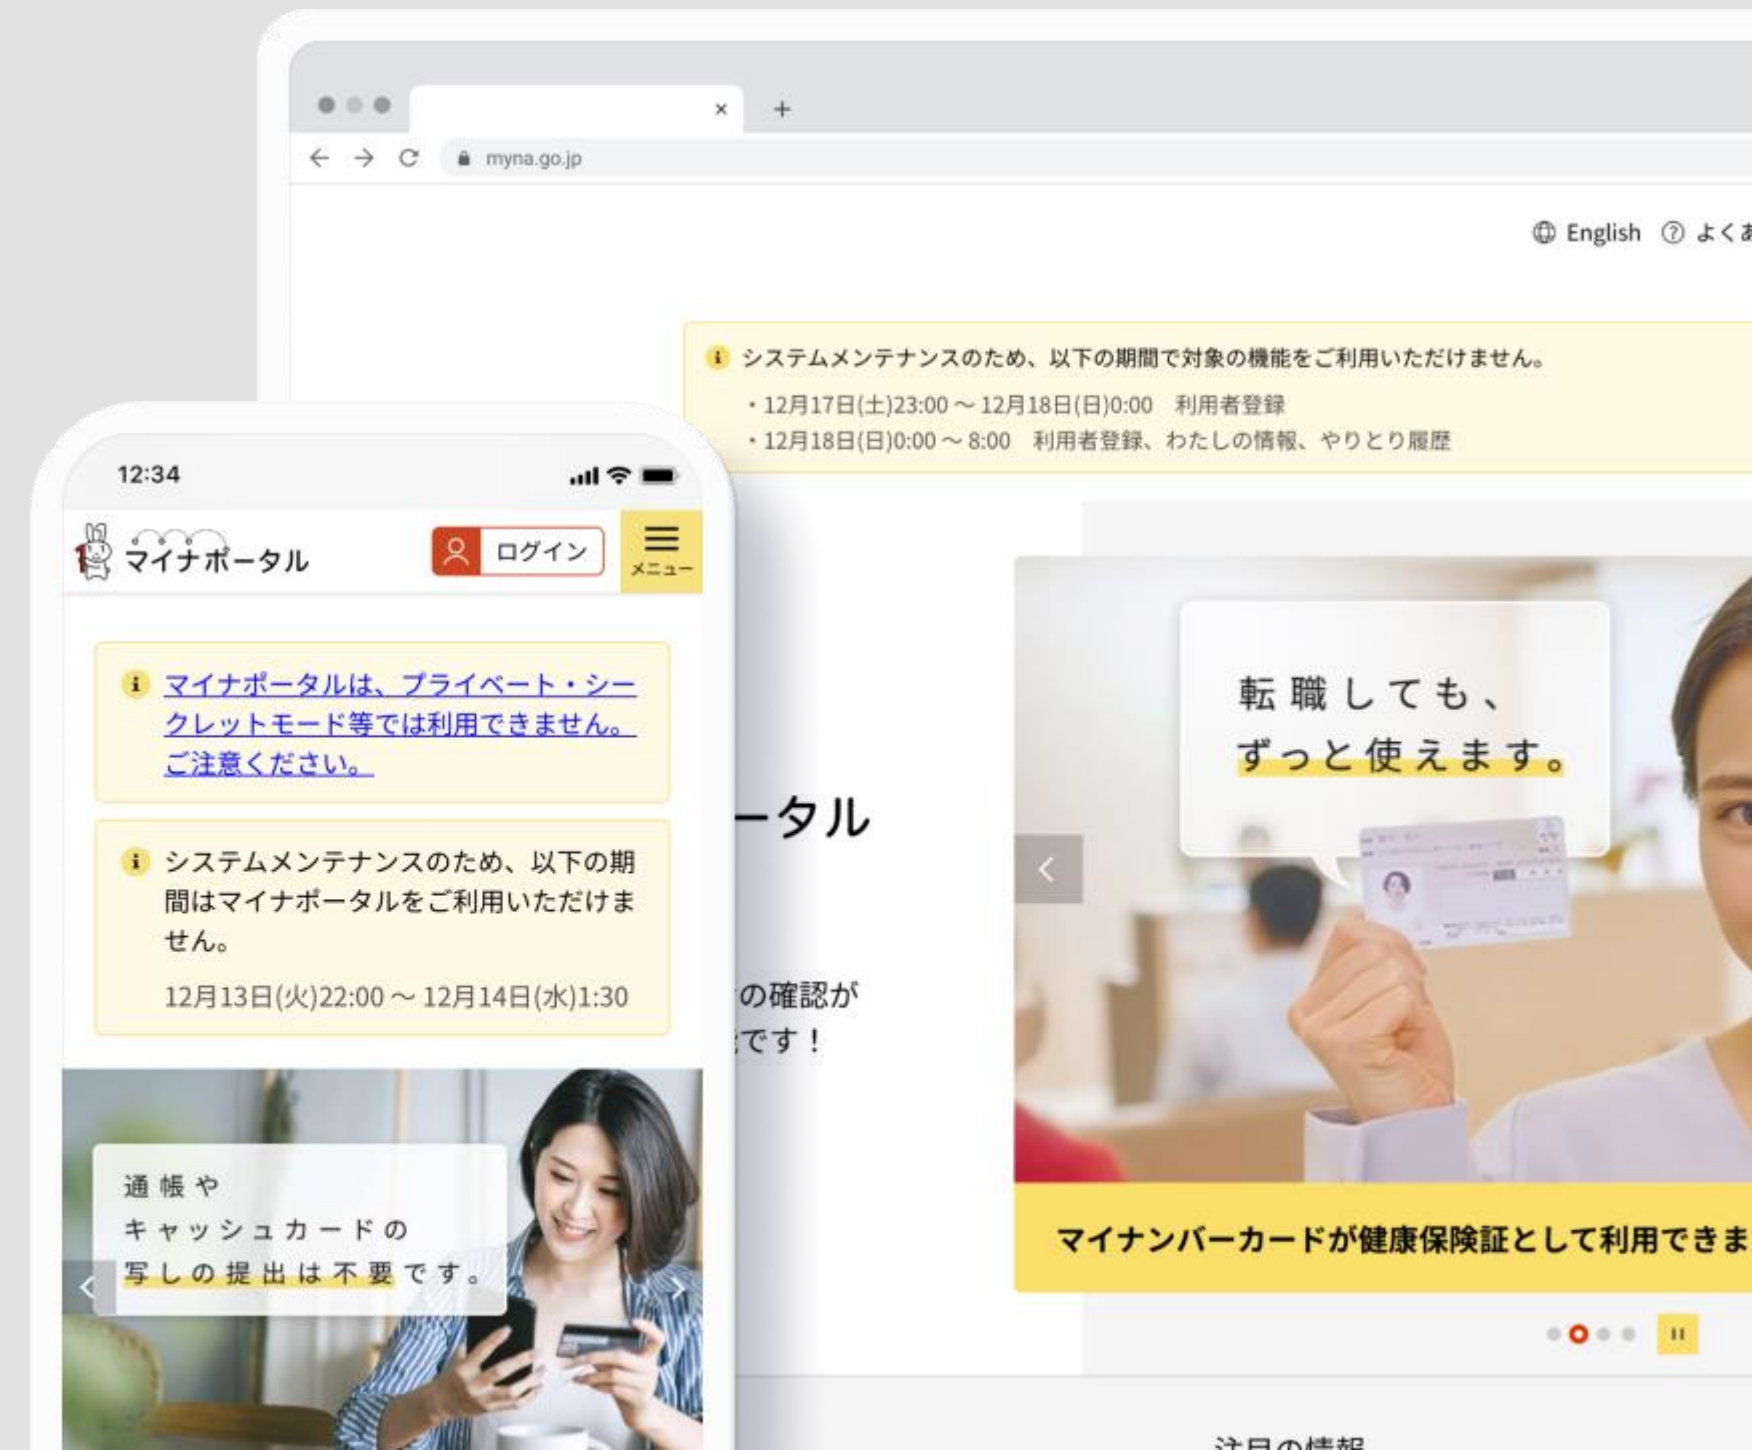 myna.go.jp
English よくあ
システムメンテナンスのため、以下の期間で対象の機能をご利用いただけません。
・12月17日(土)23:00 ～ 12月18日(日)0:00 利用者登録
・12月18日(日)0:00 ～ 8:00 利用者登録、わたしの情報、やりとり履歴
12:34
マイナポータル
ログイン
メニュー
マイナポータルは、プライベート・シー
クレットモード等では利用できません。
ご注意ください。
システムメンテナンスのため、以下の期
間はマイナポータルをご利用いただけま
せん。
12月13日(火)22:00 ～ 12月14日(水)1:30
通帳や
キャッシュカードの
写しの提出は不要です。
ータル
の確認が
です！
転職しても、
ずっと使えます。
マイナンバーカードが健康保険証として利用できま
注目の情報